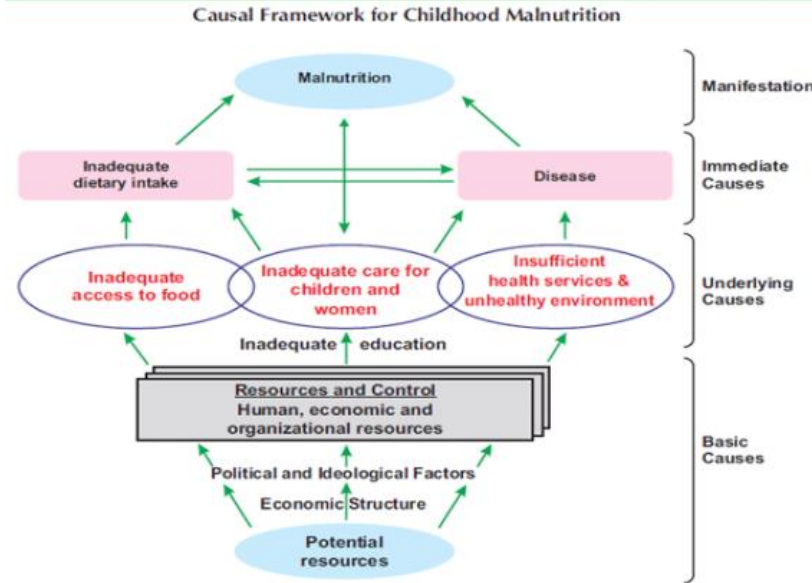 Causal Framework for Childhood Malnutrition
Malnutrition
Manifestation
Inadequate
dietary intake
Disease
Immediate
Causes
Inadequate
access to food
Inadequate care for
children and
women
Insufficient
health services &
unhealthy environment
Underlying
Causes
Inadequate education
Resources and Control
Human, economic and
organizational resources
Political and Ideological Factors
Economic Structure
Basic
Causes
Potential
resources